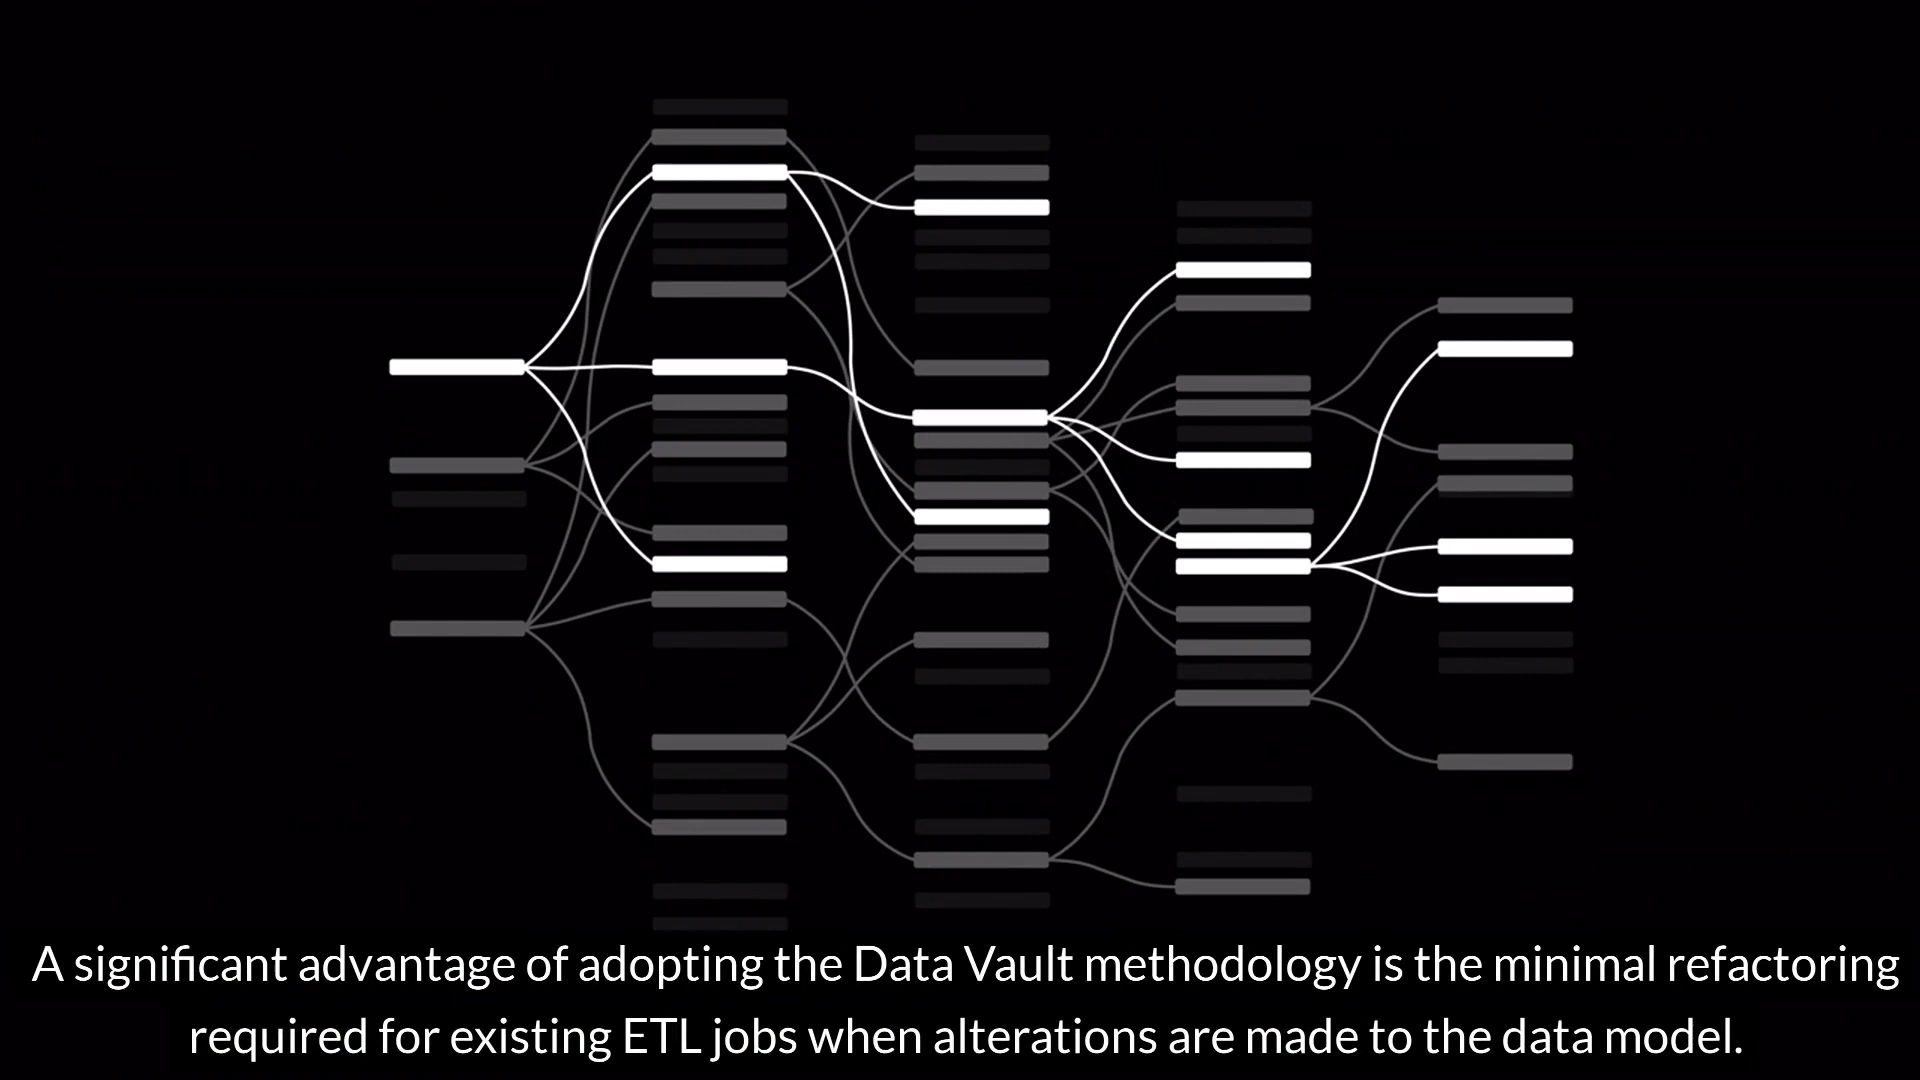 A significant advantage of adopting the Data Vault methodology is the minimal refactoring
required for existing ETL jobs when alterations are made to the data model.